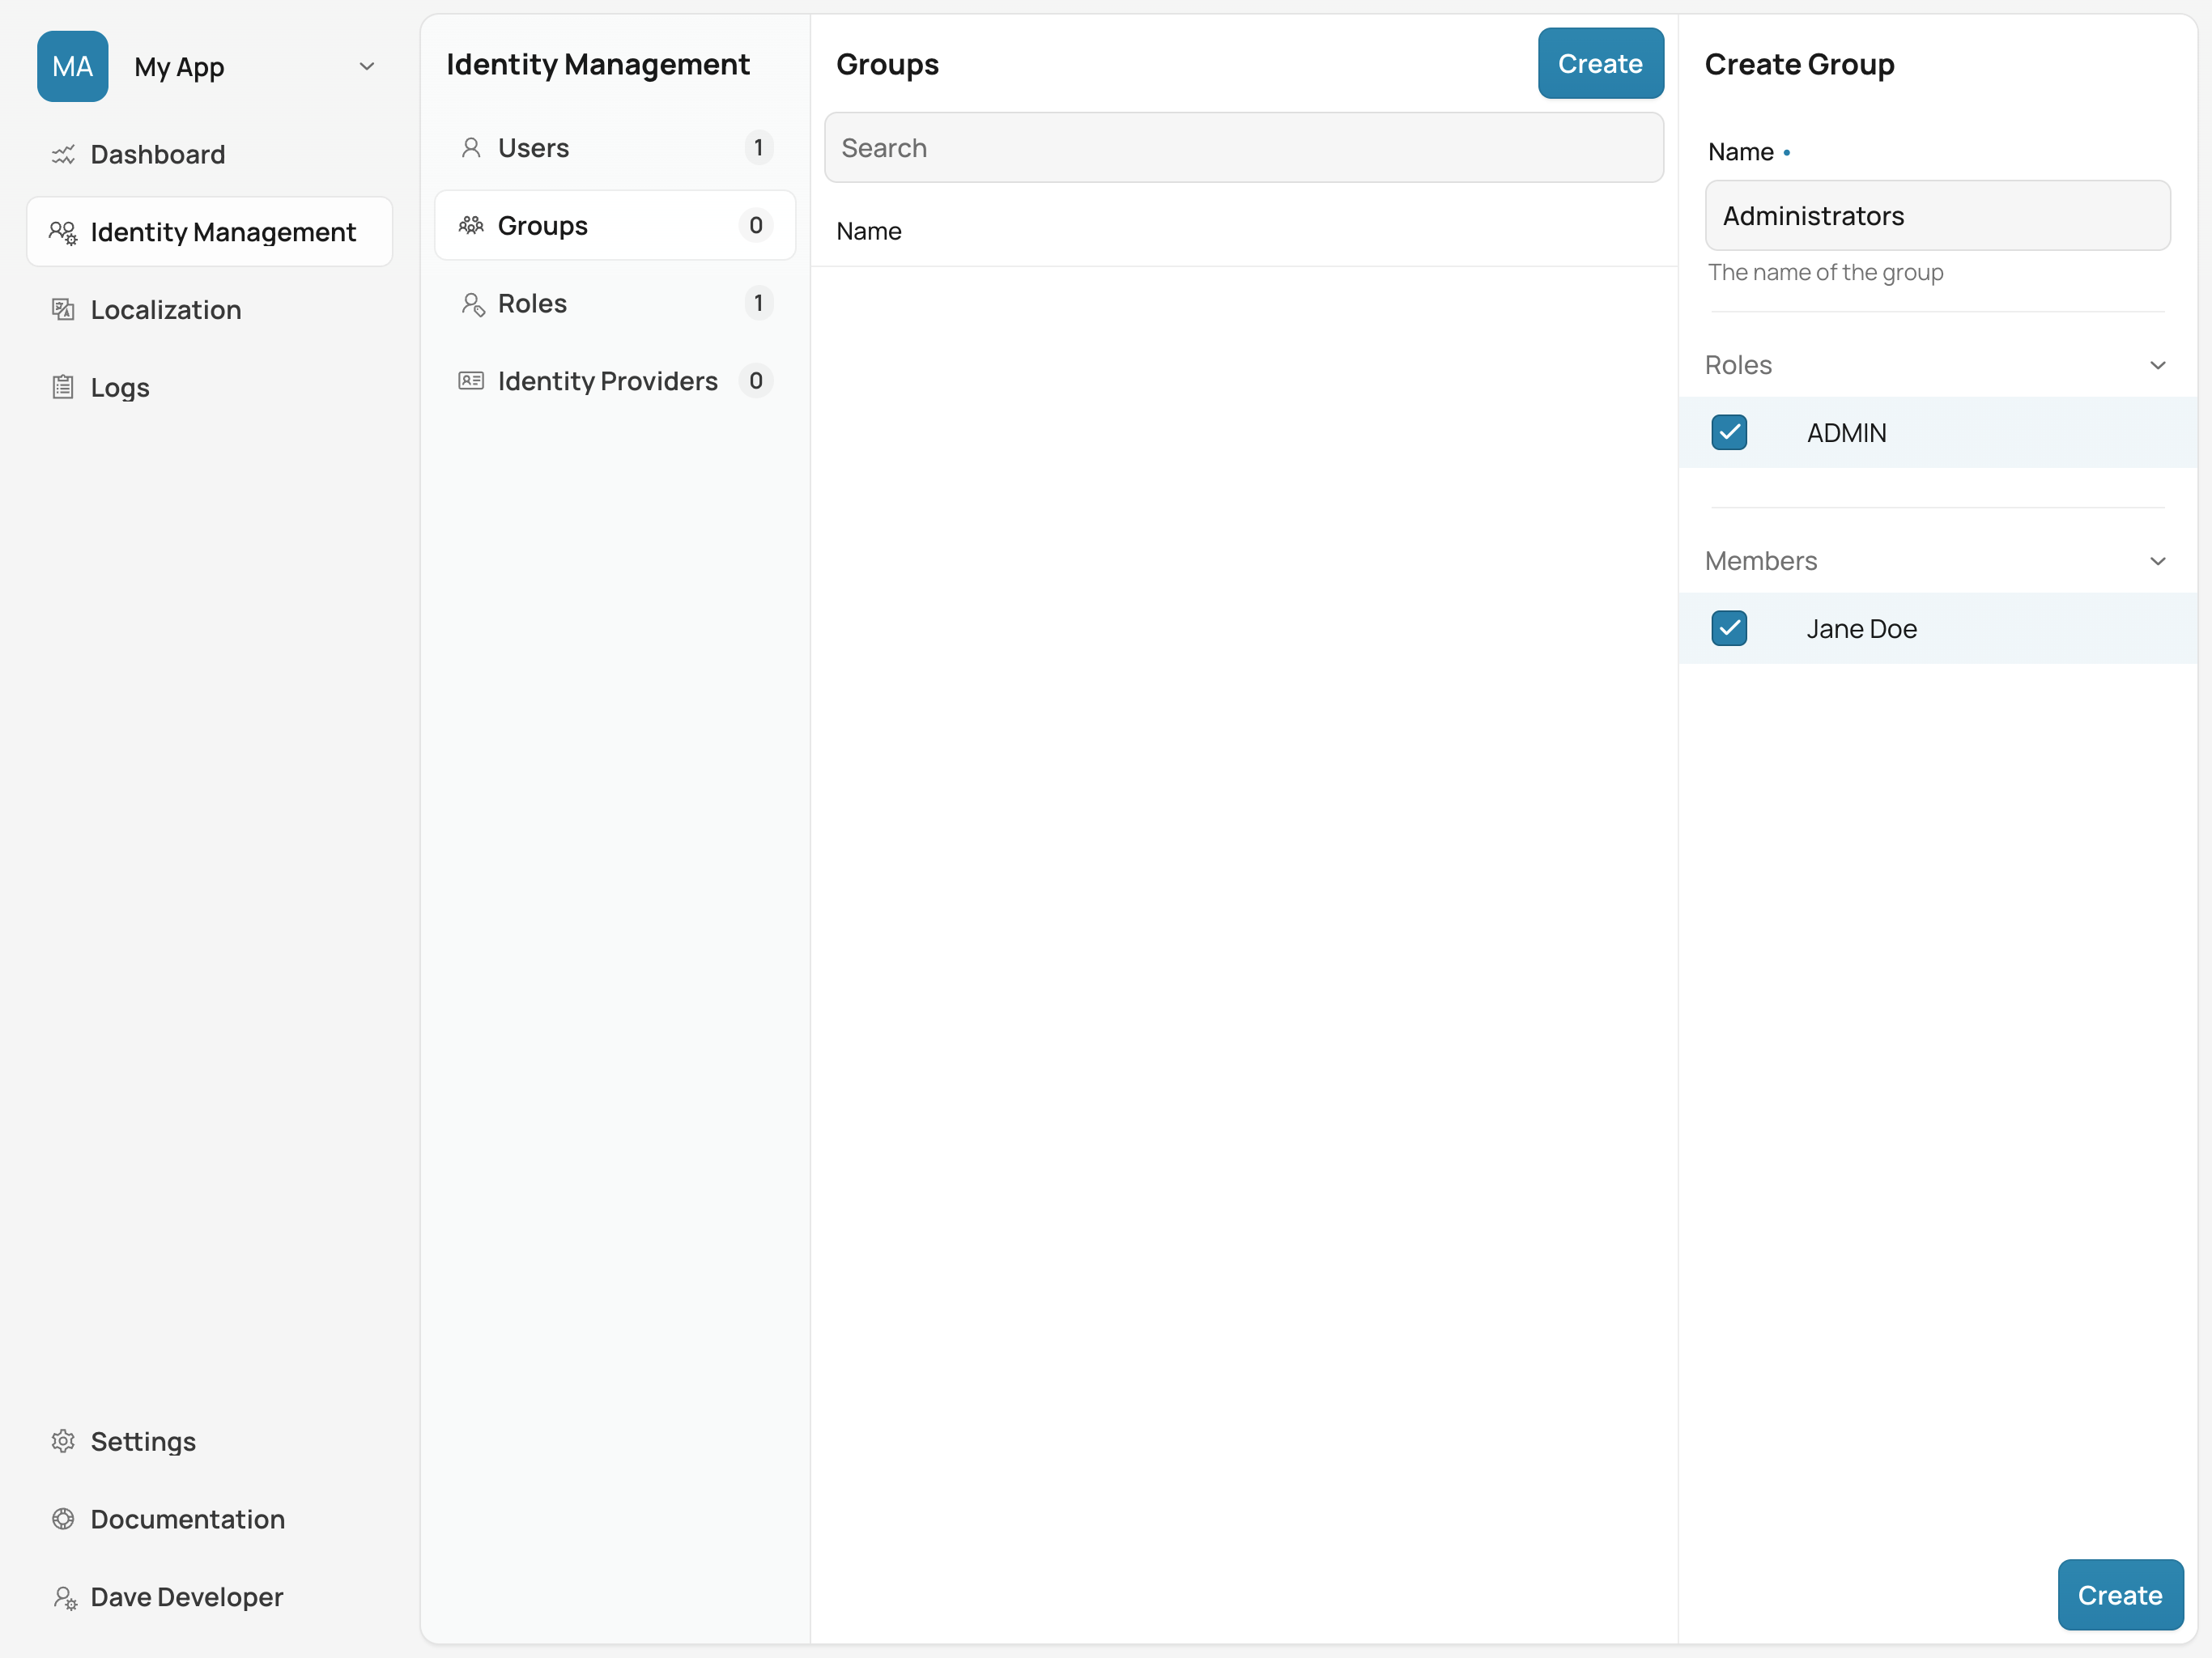 MA
My App
Dashboard
Identity Management
Localization
Logs
Settings
Documentation
Dave Developer
Identity Management
Users 1
Groups 0
Roles 1
Identity Providers 0
Groups
Create
Search
Name
Create Group
Name •
Administrators
The name of the group
Roles
ADMIN
Members
Jane Doe
Create